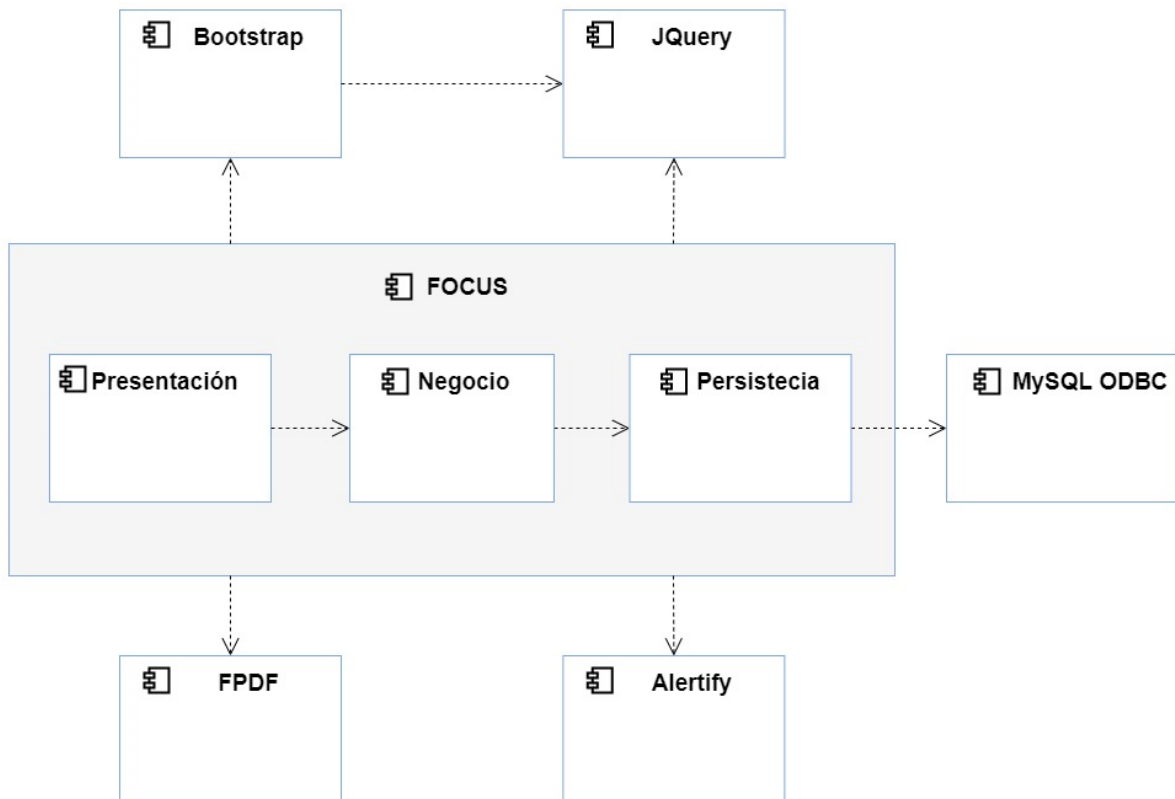 Bootstrap
JQuery
FOCUS
Presentación
Negocio
Persistecia
MySQL ODBC
FPDF
Alertify